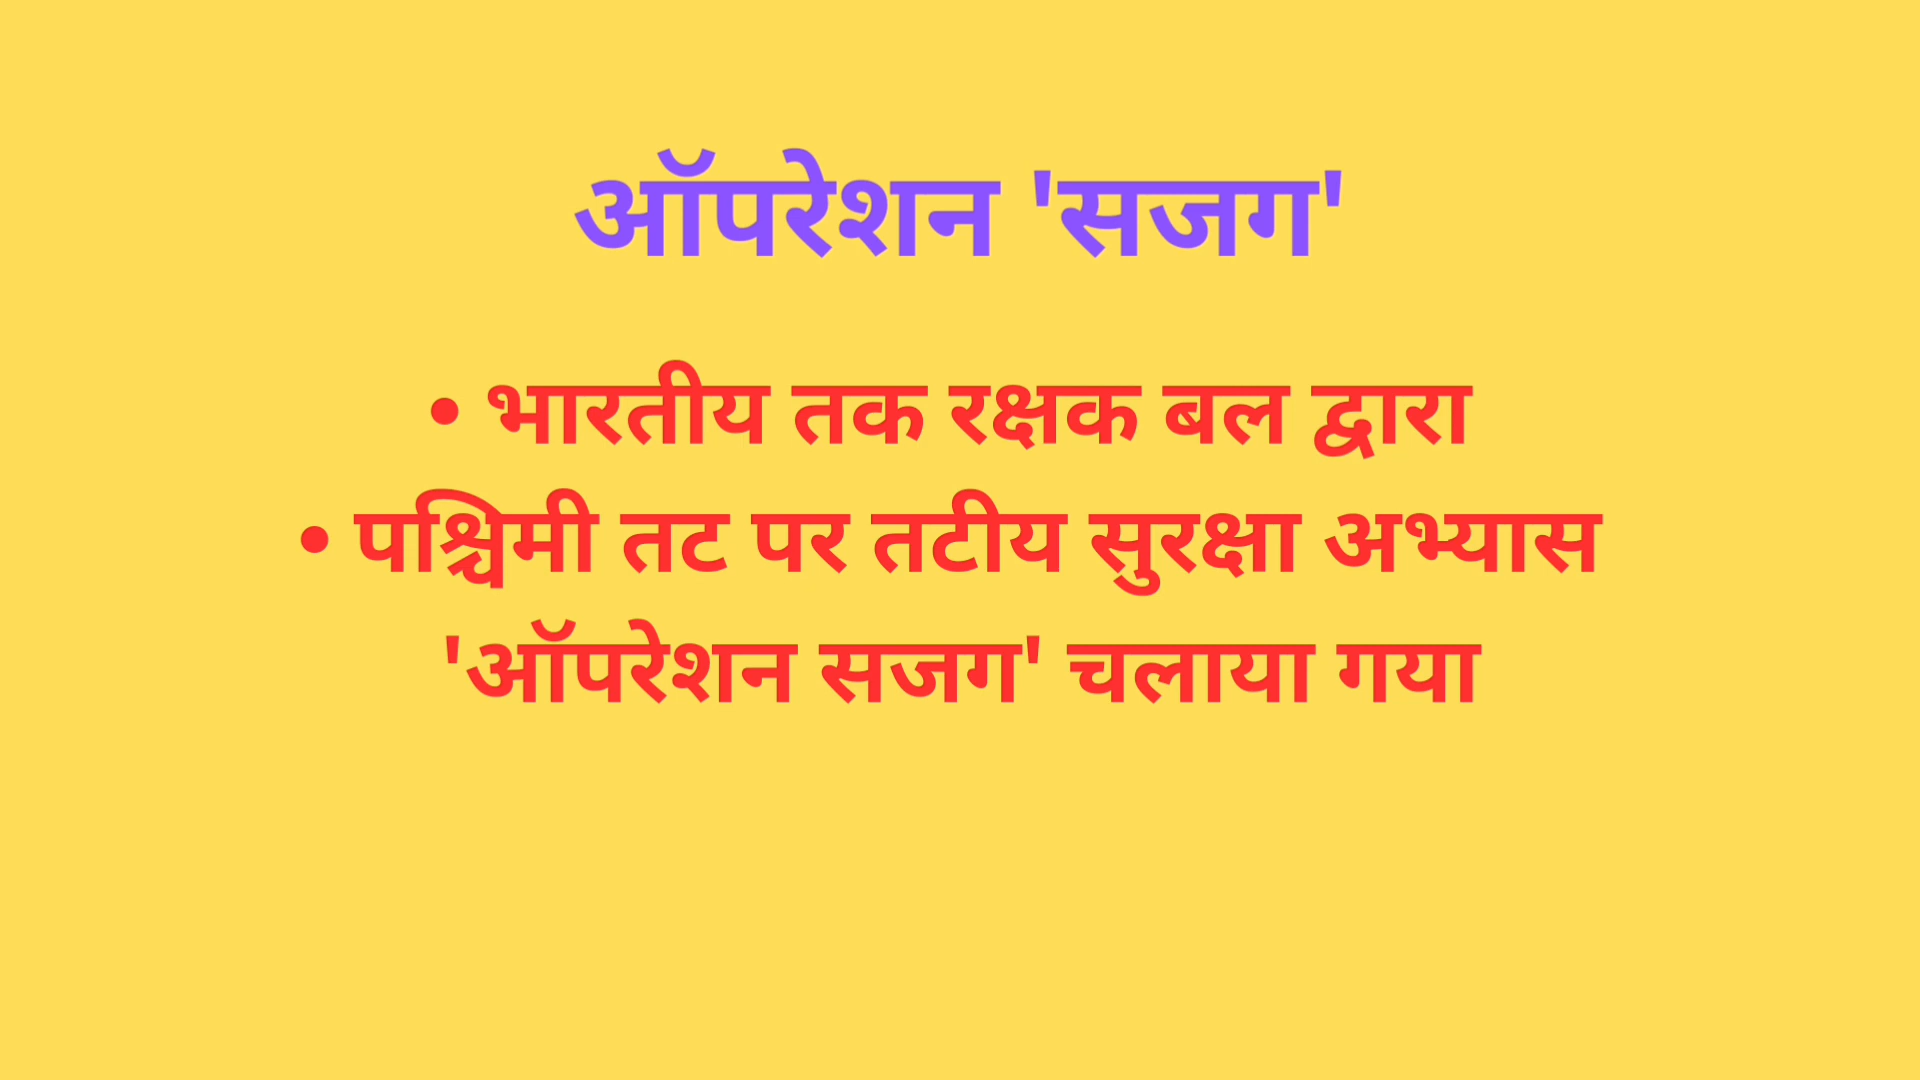 ऑपरेशन 'सजग'
• भारतीय तक रक्षक बल द्वारा
• पश्चिमी तट पर तटीय सुरक्षा अभ्यास
'ऑपरेशन सजग' चलाया गया